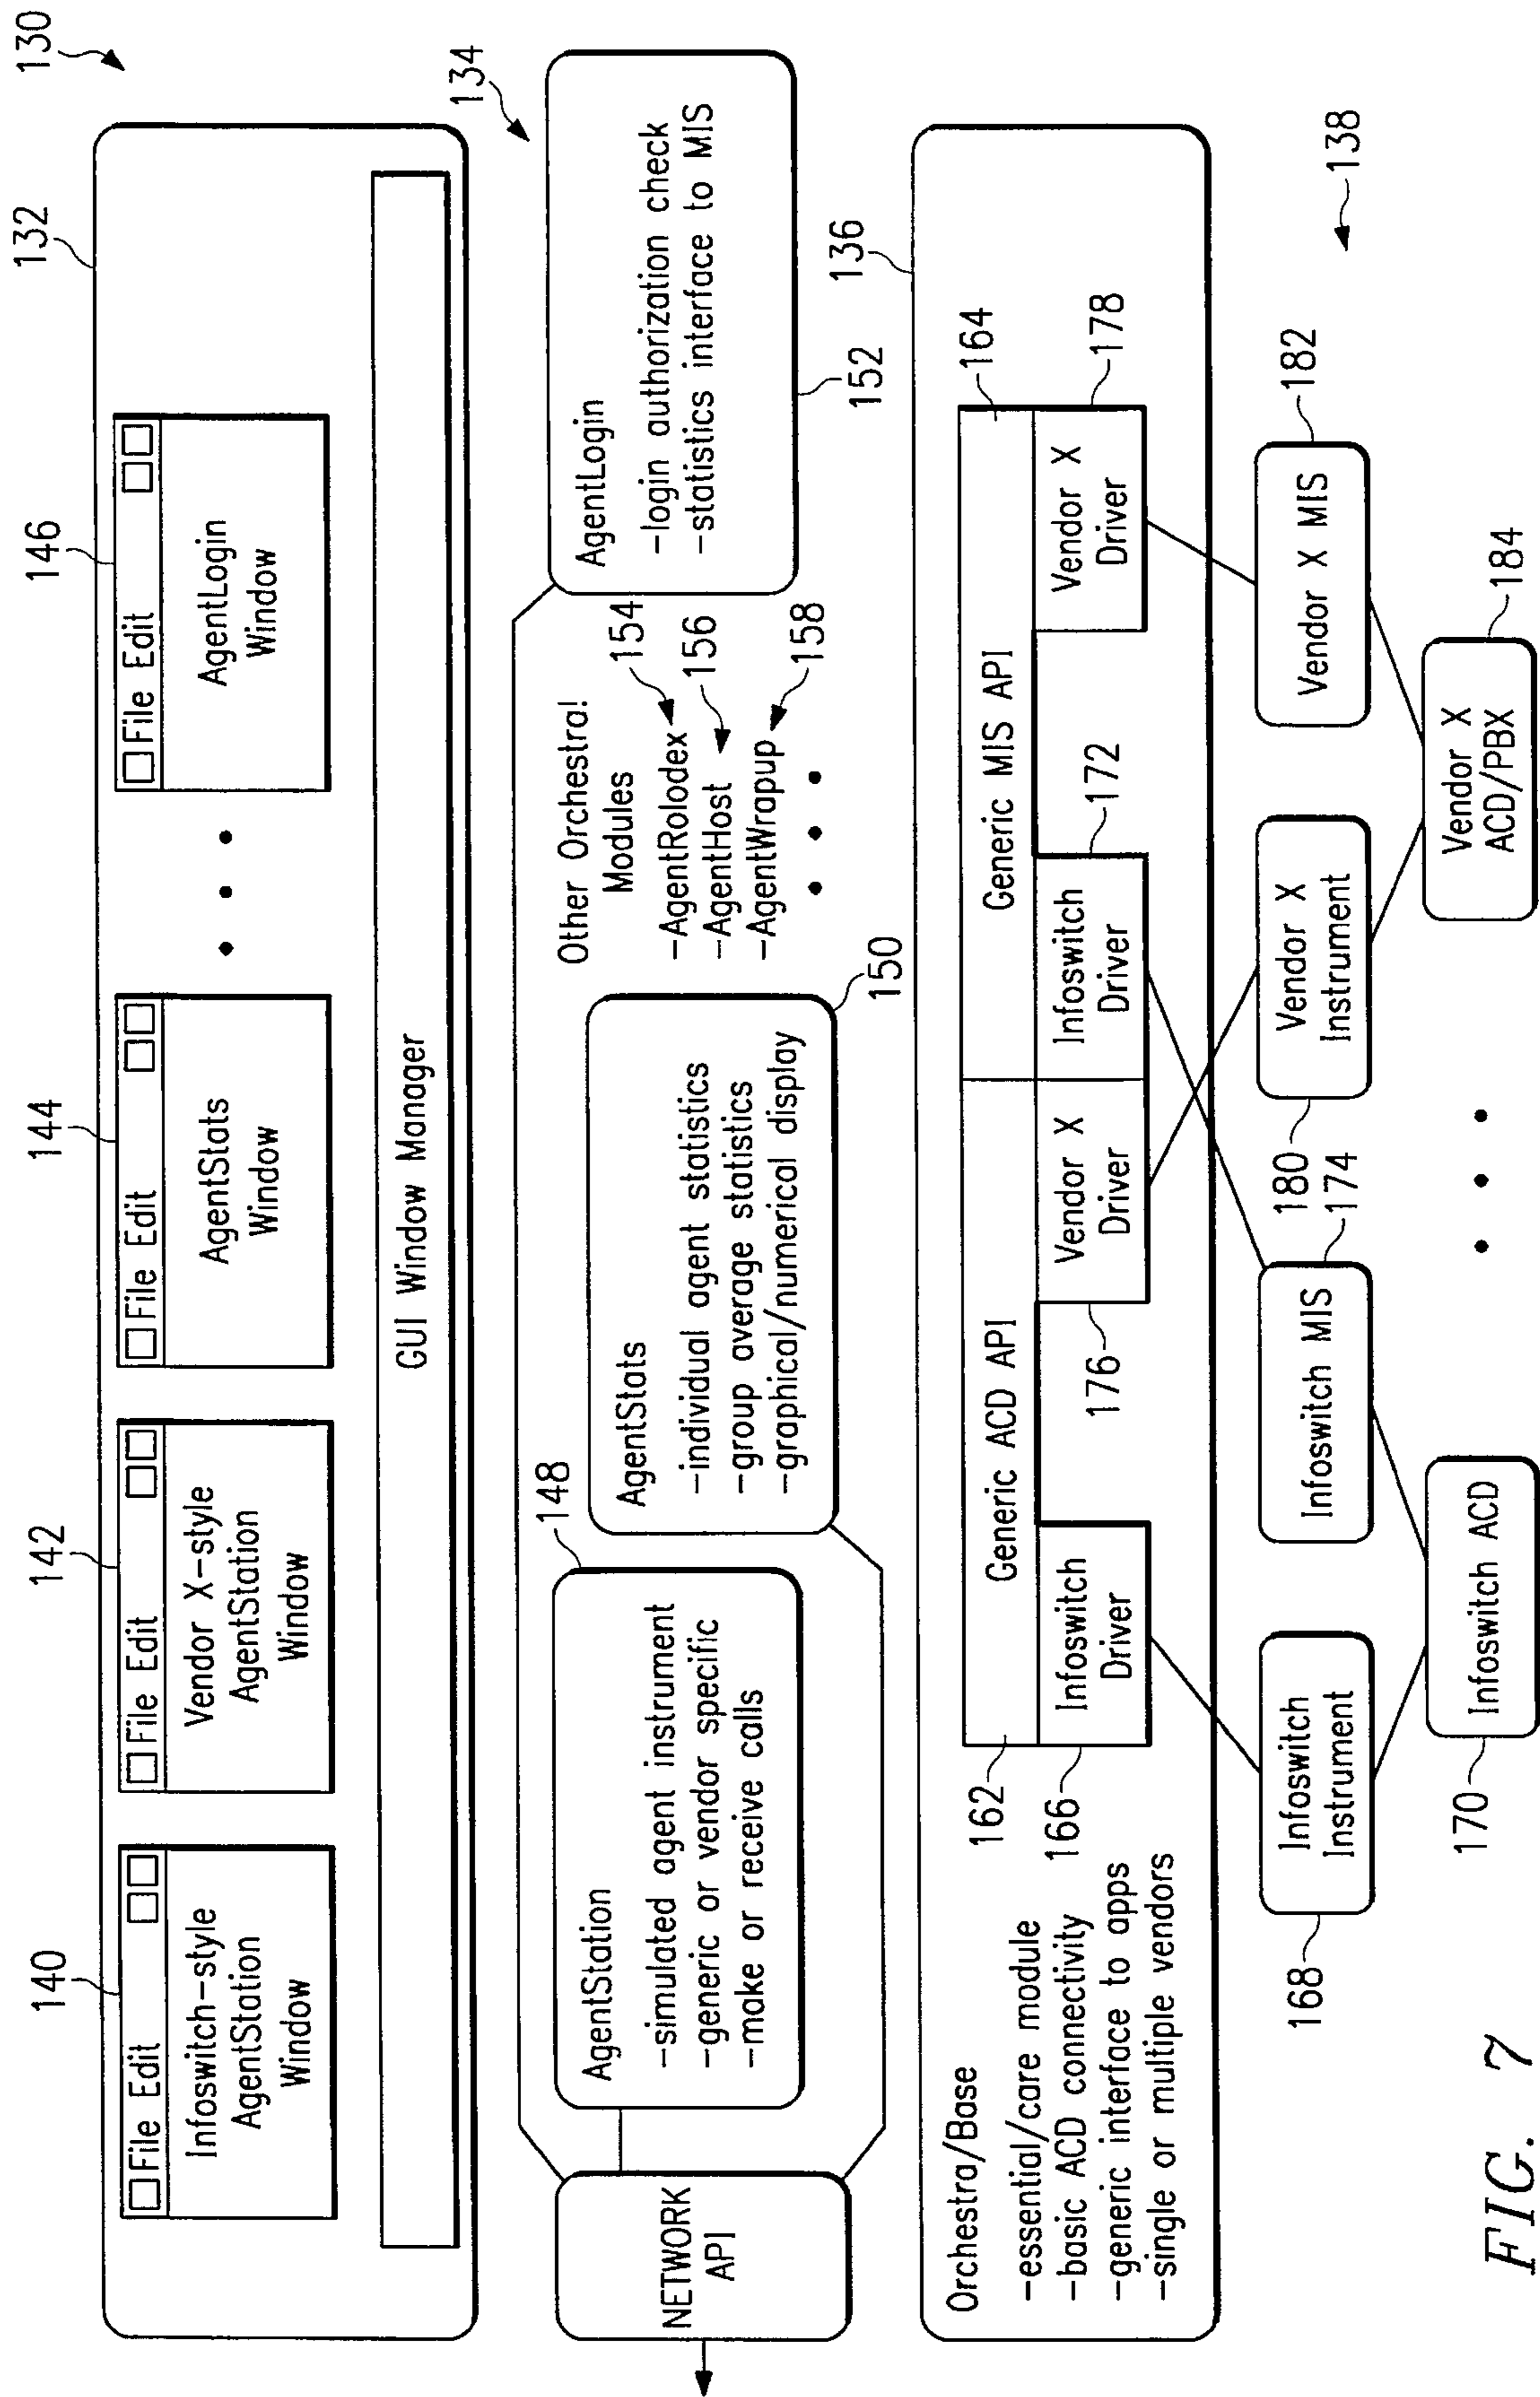 130
132
140
142
144
146
File Edit
Infoswitch-style
AgentStation
Window
File Edit
Vendor X-style
AgentStation
Window
File Edit
AgentStats
Window
File Edit
AgentLogin
Window
GUI Window Manager
134
NETWORK
API
148
AgentStation
-simulated agent instrument
-generic or vendor specific
-make or receive calls
AgentStats
-individual agent statistics
-group average statistics
-graphical/numerical display
150
Other Orchestra!
Modules
-AgentRolodex
-AgentHost
-AgentWrapup
154
156
158
AgentLogin
-login authorization check
-statistics interface to MIS
152
136
Orchestra/Base
-essential/care module
-basic ACD connectivity
-generic interface to apps
-single or multiple vendors
162
Generic ACD API
Generic MIS API
164
166
Infoswitch
Driver
176
Vendor X
Driver
Infoswitch
Driver
172
Vendor X
Driver
178
138
168
Infoswitch
Instrument
Infoswitch MIS
174
180
Vendor X
Instrument
Vendor X MIS
182
170
Infoswitch ACD
Vendor X
ACD/PBX
184
FIG. 7